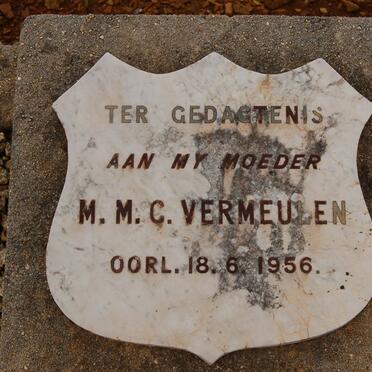 TER GEDAGTENIS
AAN MY MOEDER
M. M. C. VERMEULEN
OORL. 18. 6. 1956.